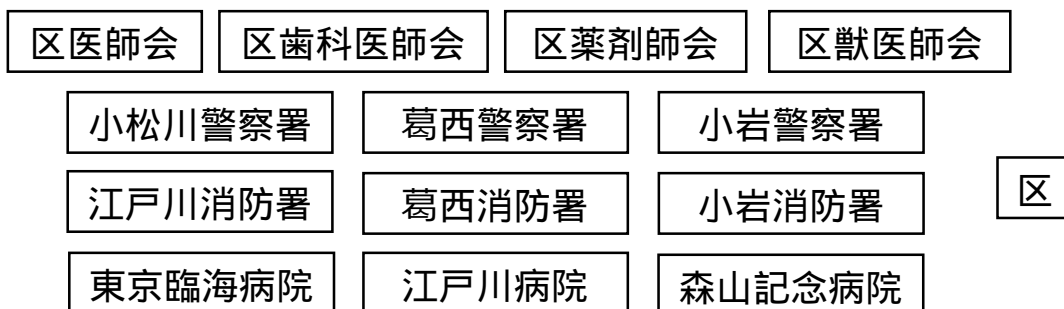 区医師会 区歯科医師会 区薬剤師会 区獣医師会
小松川警察署 葛西警察署 小岩警察署
江戸川消防署 葛西消防署 小岩消防署 区
東京臨海病院 江戸川病院 森山記念病院